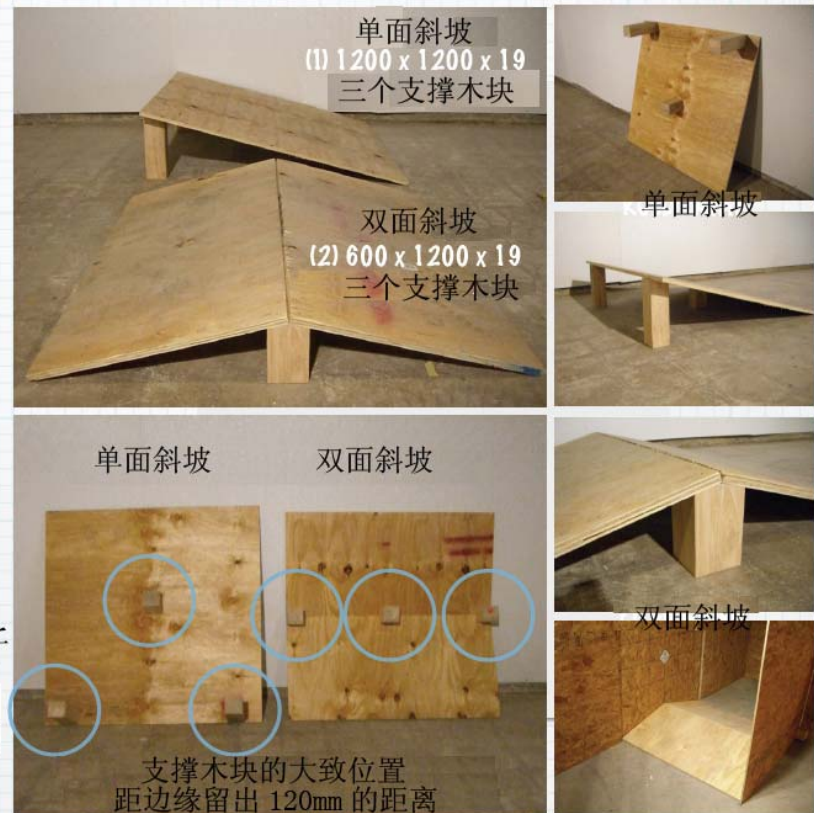 单面斜坡
(1) 1200 x 1200 x 19
三个支撑木块
双面斜坡
(2) 600 x 1200 x 19
三个支撑木块
单面斜坡
单面斜坡
双面斜坡
双面斜坡
支撑木块的大致位置
距边缘留出 120mm 的距离